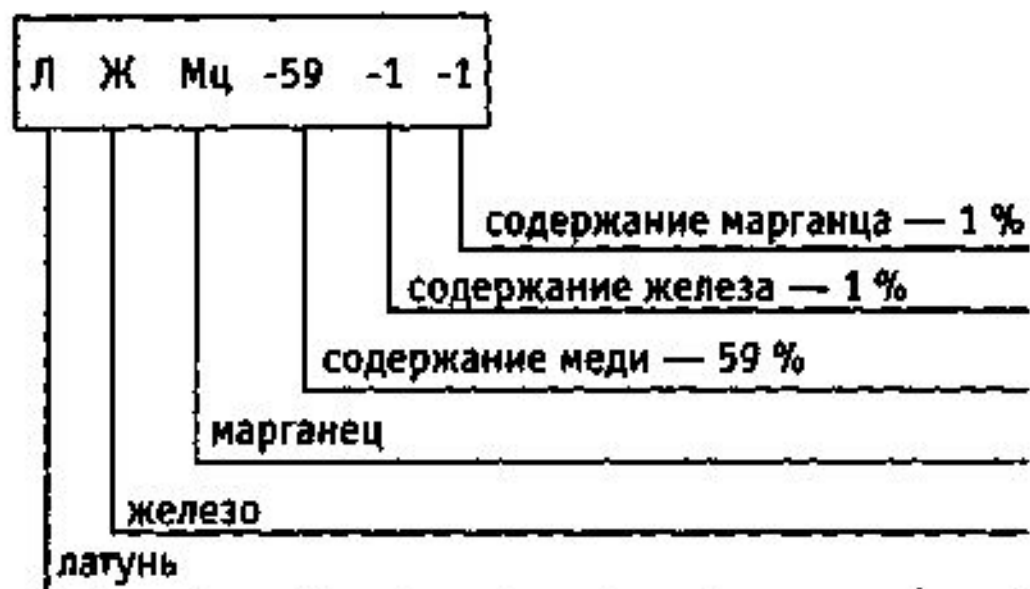 Л Ж Мц -59 -1 -1
содержание марганца — 1 %
содержание железа — 1 %
содержание меди — 59 %
марганец
железо
латунь